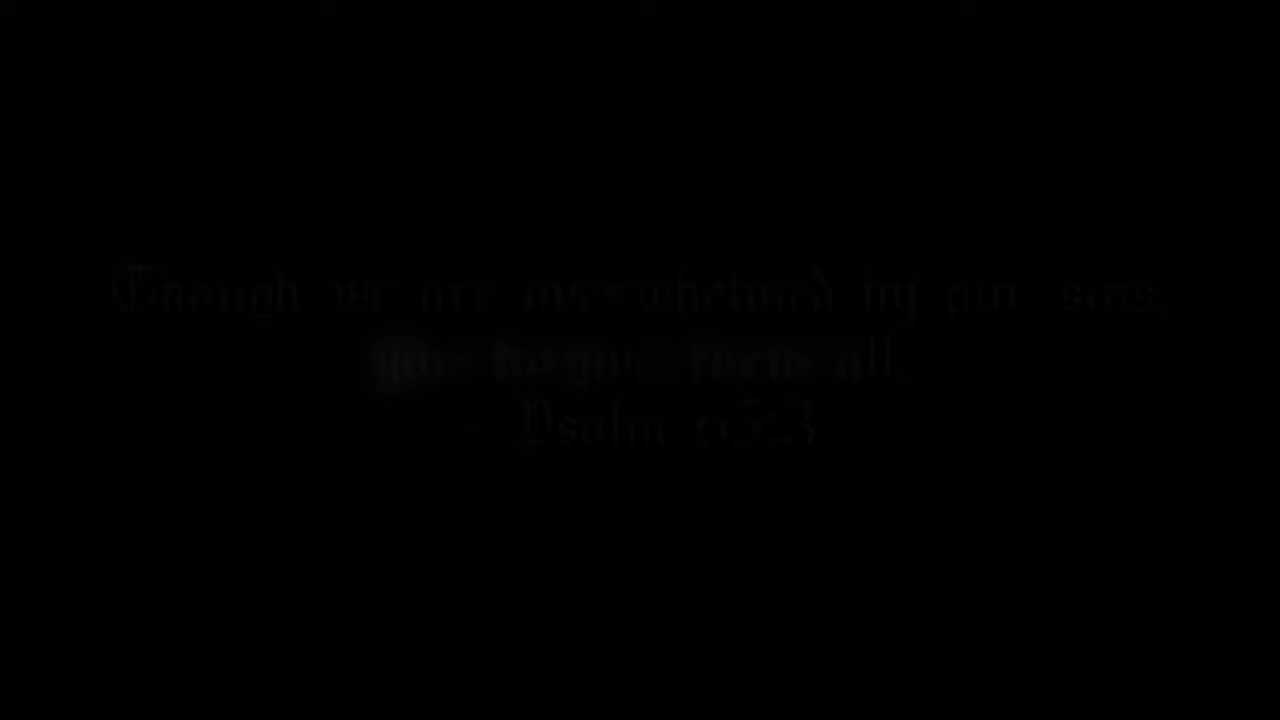 Though we are overwhelmed by our sins,
you forgive them all.
- Psalm 65:3